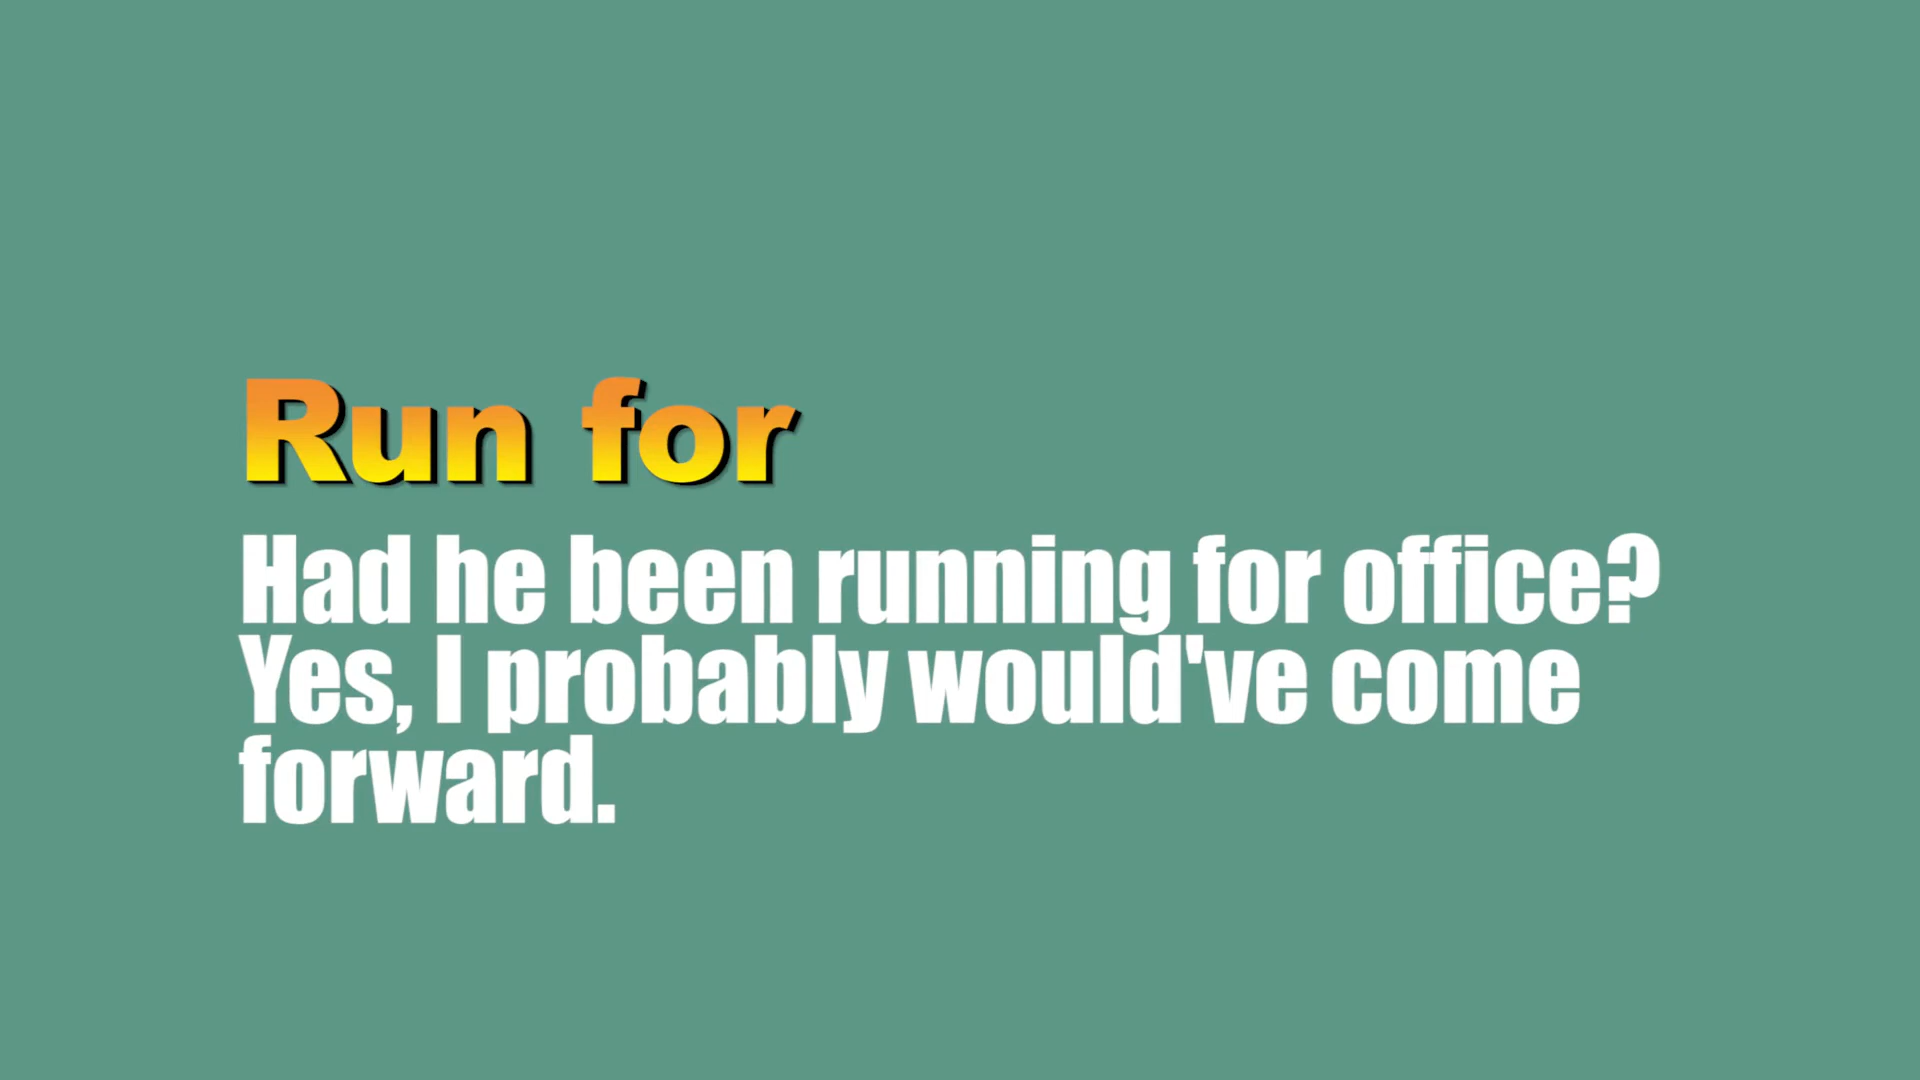 Run for
Had he been running for office?
Yes, I probably would've come
forward.